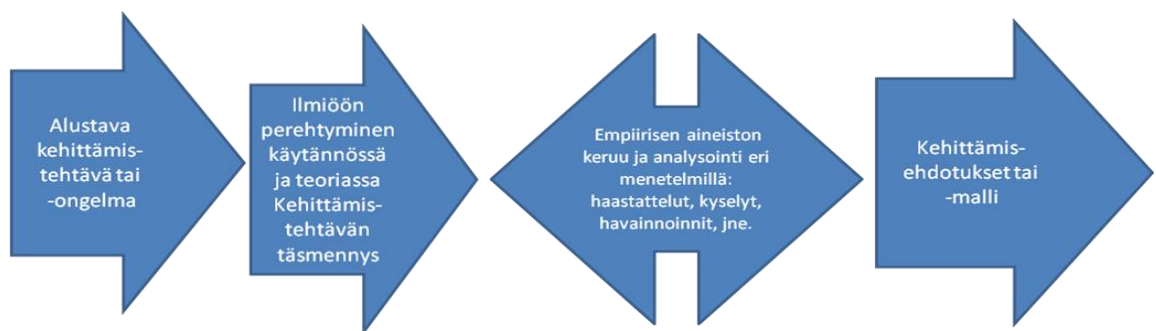 Alustava
kehittämis-
tehtävä tai
-ongelma
Ilmiöön
perehtyminen
käytännössä
ja teoriassa
Kehittämis-
tehtävän
täsmennys
Empiirisen aineiston
keruu ja analysointi eri
menetelmillä:
haastattelut, kyselyt,
havainnoinnit, jne.
Kehittämis-
ehdotukset tai
-malli